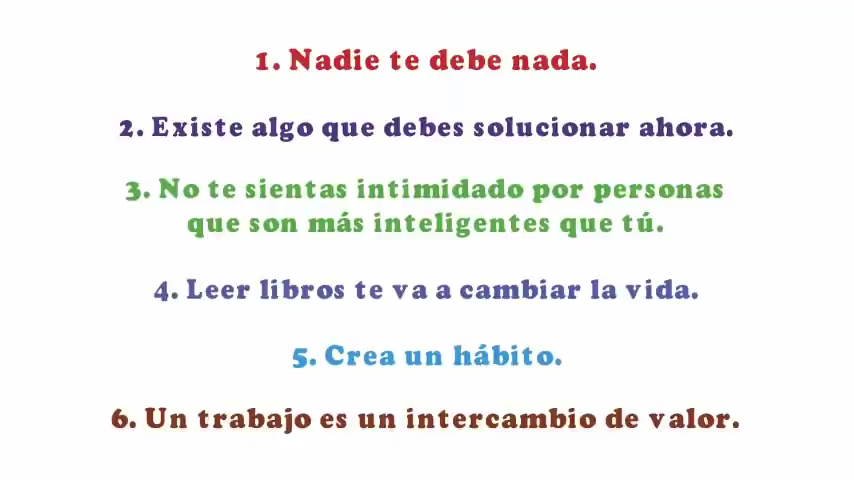 1. Nadie te debe nada.
2. Existe algo que debes solucionar ahora.
3. No te sientas intimidado por personas
que son más inteligentes que tú.
4. Leer libros te va a cambiar la vida.
5. Crea un hábito.
6. Un trabajo es un intercambio de valor.